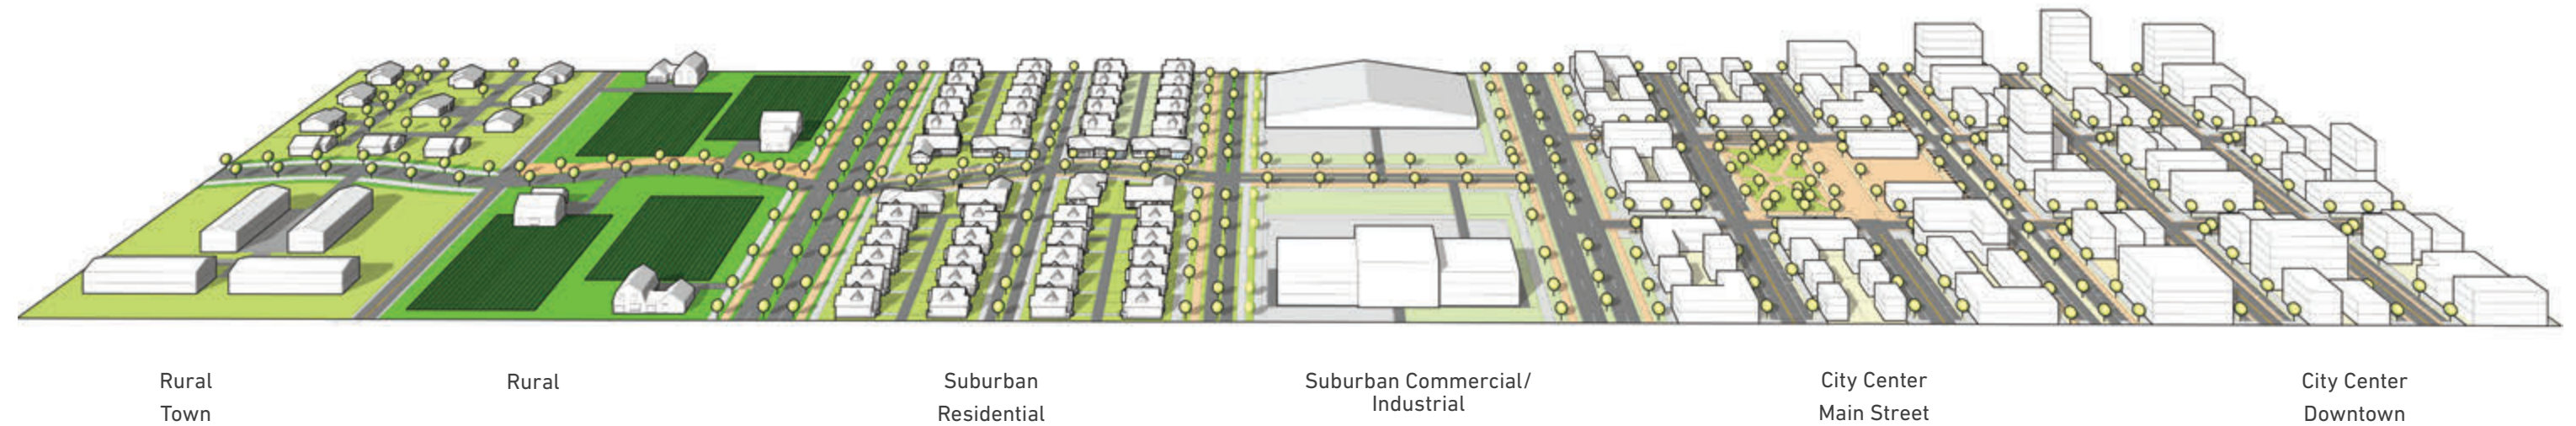 Rural
Town
Rural
Suburban
Residential
Suburban Commercial/
Industrial
City Center
Main Street
City Center
Downtown